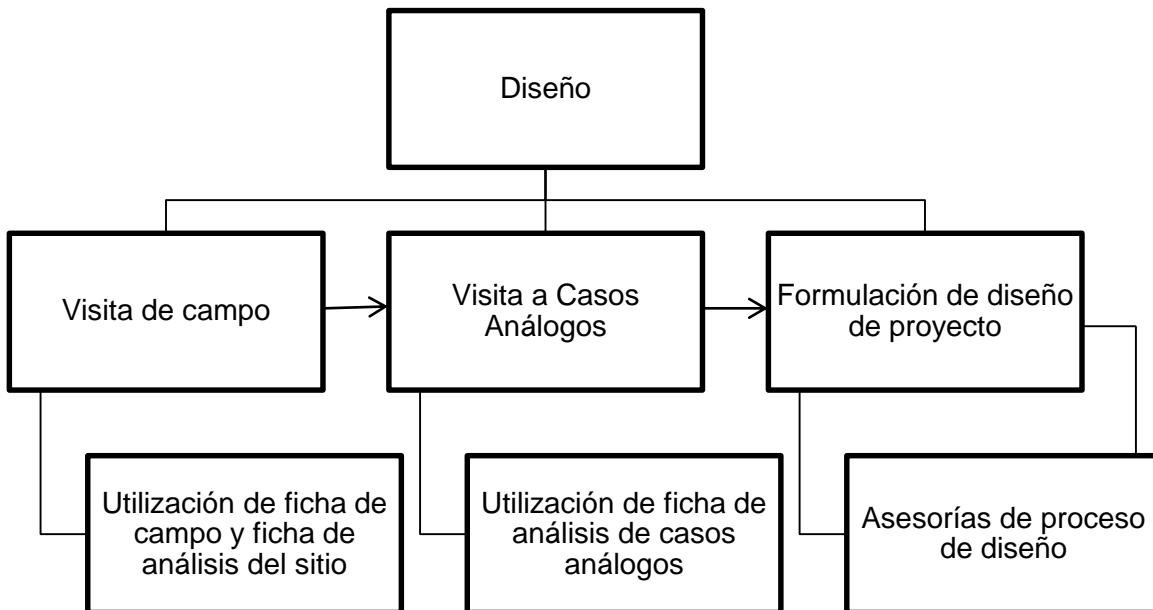 Diseño
Visita de campo
Visita a Casos
Análogos
Formulación de diseño
de proyecto
Utilización de ficha de
campo y ficha de
análisis del sitio
Utilización de ficha de
análisis de casos
análogos
Asesorías de proceso
de diseño